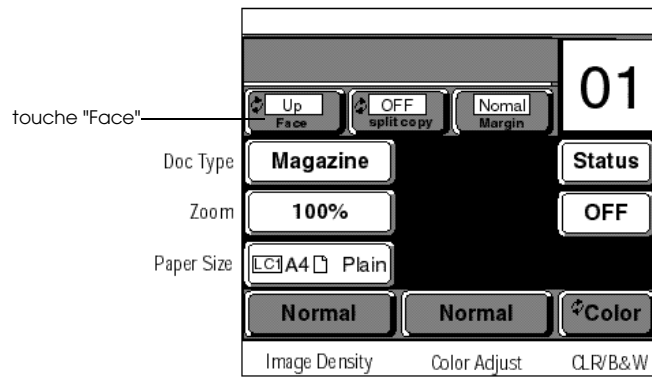 01
touche "Face"
Up
Face
OFF
split copy
Nomal
Margin
Doc Type
Magazine
Status
Zoom
100%
OFF
Paper Size
LC1 A4 Plain
Normal
Normal
Color
Image Density
Color Adjust
CLR/B&W